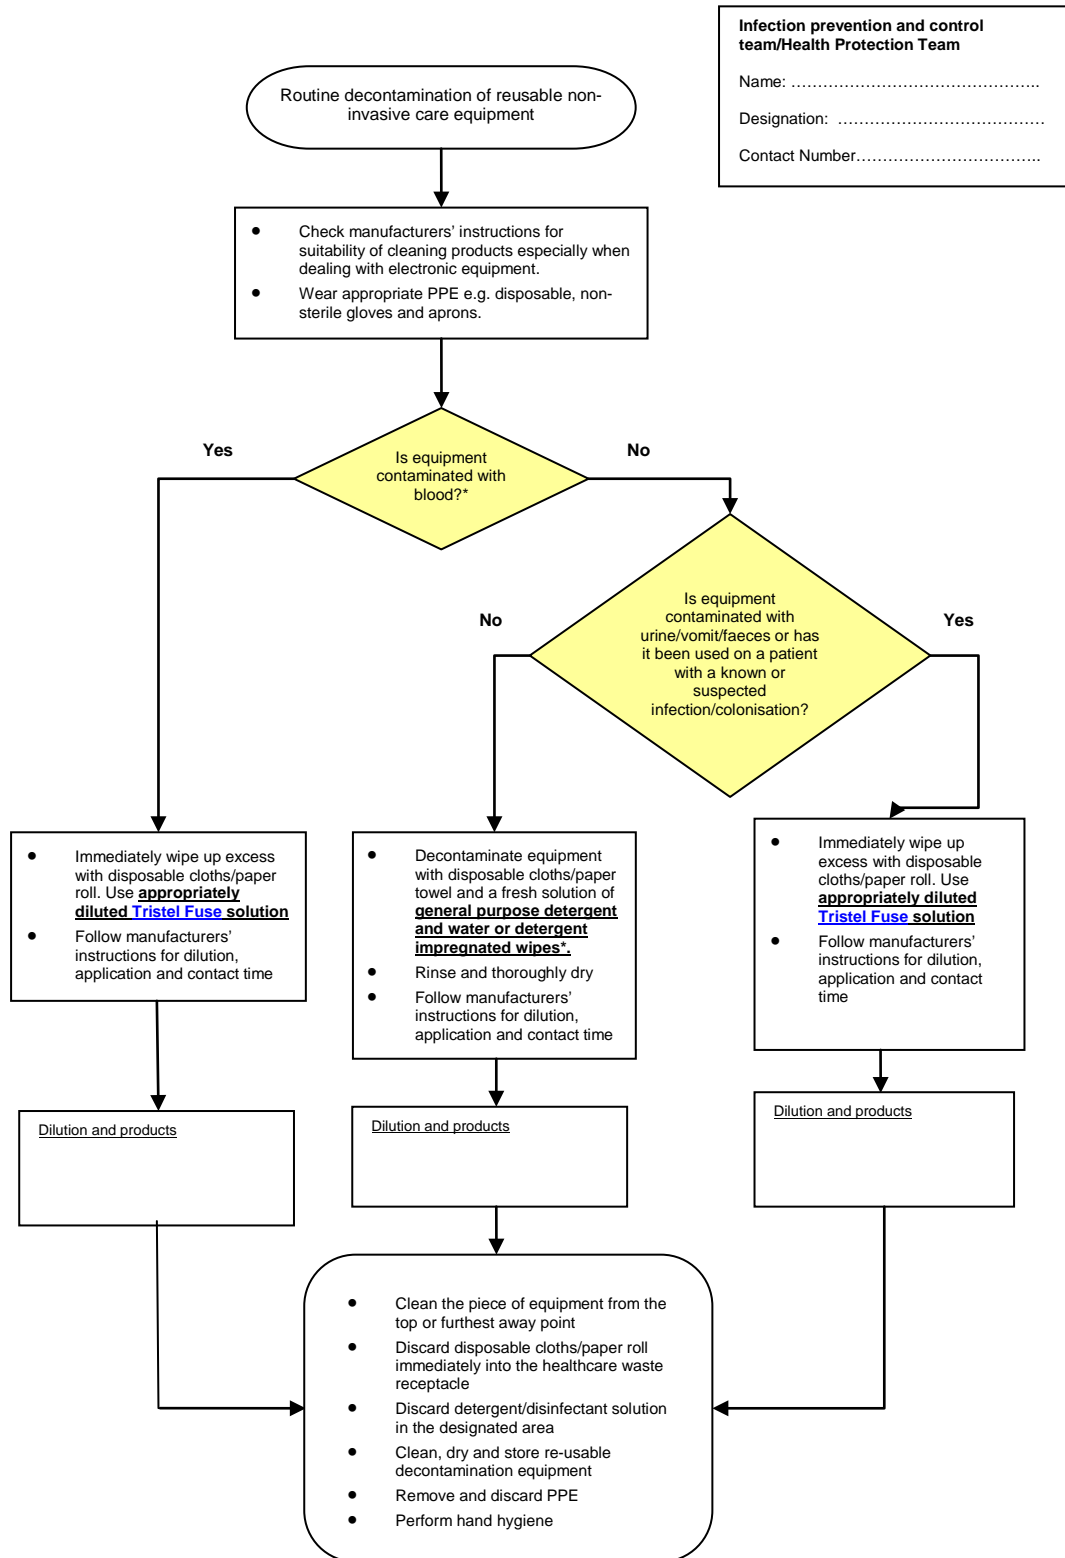 Infection prevention and control
team/Health Protection Team
Name: ………………………………………..
Designation: …………………………………
Contact Number……………………………..
Routine decontamination of reusable non-
invasive care equipment
• Check manufacturers’ instructions for
suitability of cleaning products especially when
dealing with electronic equipment.
• Wear appropriate PPE e.g. disposable, non-
sterile gloves and aprons.
Yes
Is equipment
contaminated with
blood?*
No
No
Is equipment
contaminated with
urine/vomit/faeces or has
it been used on a patient
with a known or
suspected
infection/colonisation?
Yes
• Immediately wipe up excess
with disposable cloths/paper
roll. Use appropriately
diluted Tristel Fuse solution
• Follow manufacturers’
instructions for dilution,
application and contact time
• Decontaminate equipment
with disposable cloths/paper
towel and a fresh solution of
general purpose detergent
and water or detergent
impregnated wipes*.
• Rinse and thoroughly dry
• Follow manufacturers’
instructions for dilution,
application and contact time
• Immediately wipe up
excess with disposable
cloths/paper roll. Use
appropriately diluted
Tristel Fuse solution
• Follow manufacturers’
instructions for dilution,
application and contact
time
Dilution and products
Dilution and products
Dilution and products
• Clean the piece of equipment from the
top or furthest away point
• Discard disposable cloths/paper roll
immediately into the healthcare waste
receptacle
• Discard detergent/disinfectant solution
in the designated area
• Clean, dry and store re-usable
decontamination equipment
• Remove and discard PPE
• Perform hand hygiene